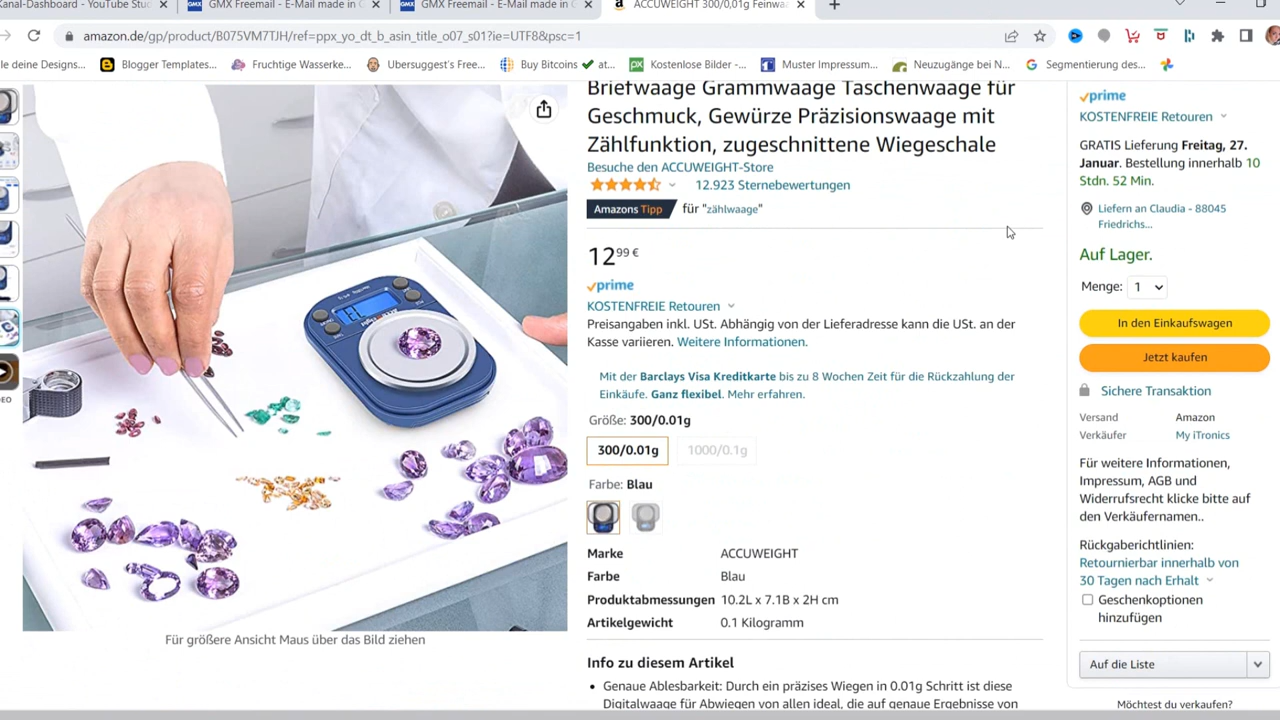 Kanal-Dashboard - YouTube Stuc
GMX Freemail - E-Mail made in G
GMX Freemail - E-Mail made in G
ACCUWEIGHT 300/0,01g Feinwa
amazon.de/gp/product/B075VM7TJH/ref=ppx_yo_dt_b_asin_title_o07_s01?ie=UTF8&psc=1
le deine Designs...
Blogger Templates...
Fruchtige Wasserke...
Ubersuggest's Free...
Buy Bitcoins ✔ at...
Kostenlose Bilder -...
Muster Impressum...
Neuzugänge bei N...
Segmentierung des...
Briefwaage Grammwaage Taschenwaage für
Geschmuck, Gewürze Präzisionswaage mit
Zählfunktion, zugeschnittene Wiegeschale
Besuche den ACCUWEIGHT-Store
12.923 Sternebewertungen
Amazons Tipp für "zählwaage"
12 99 €
prime
KOSTENFREIE Retouren
Preisangaben inkl. USt. Abhängig von der Lieferadresse kann die USt. an der
Kasse variieren. Weitere Informationen.
Mit der Barclays Visa Kreditkarte bis zu 8 Wochen Zeit für die Rückzahlung der
Einkäufe. Ganz flexibel. Mehr erfahren.
Größe: 300/0.01g
300/0.01g
1000/0.1g
Farbe: Blau
Marke ACCUWEIGHT
Farbe Blau
Produktabmessungen 10.2L x 7.1B x 2H cm
Artikelgewicht 0.1 Kilogramm
Info zu diesem Artikel
• Genaue Ablesbarkeit: Durch ein präzises Wiegen in 0.01g Schritt ist diese
Digitalwaage für Abwiegen von allen ideal, die auf genaue Ergebnisse von
Für größere Ansicht Maus über das Bild ziehen
prime
KOSTENFREIE Retouren
GRATIS Lieferung Freitag, 27.
Januar. Bestellung innerhalb 10
Stdn. 52 Min.
Liefern an Claudia - 88045
Friedrichs...
Auf Lager.
Menge: 1
In den Einkaufswagen
Jetzt kaufen
Sichere Transaktion
Versand Amazon
Verkäufer My iTronics
Für weitere Informationen,
Impressum, AGB und
Widerrufsrecht klicke bitte auf
den Verkäufernamen..
Rückgaberichtlinien:
Retournierbar innerhalb von
30 Tagen nach Erhalt
Geschenkoptionen
hinzufügen
Auf die Liste
Möchtest du verkaufen?